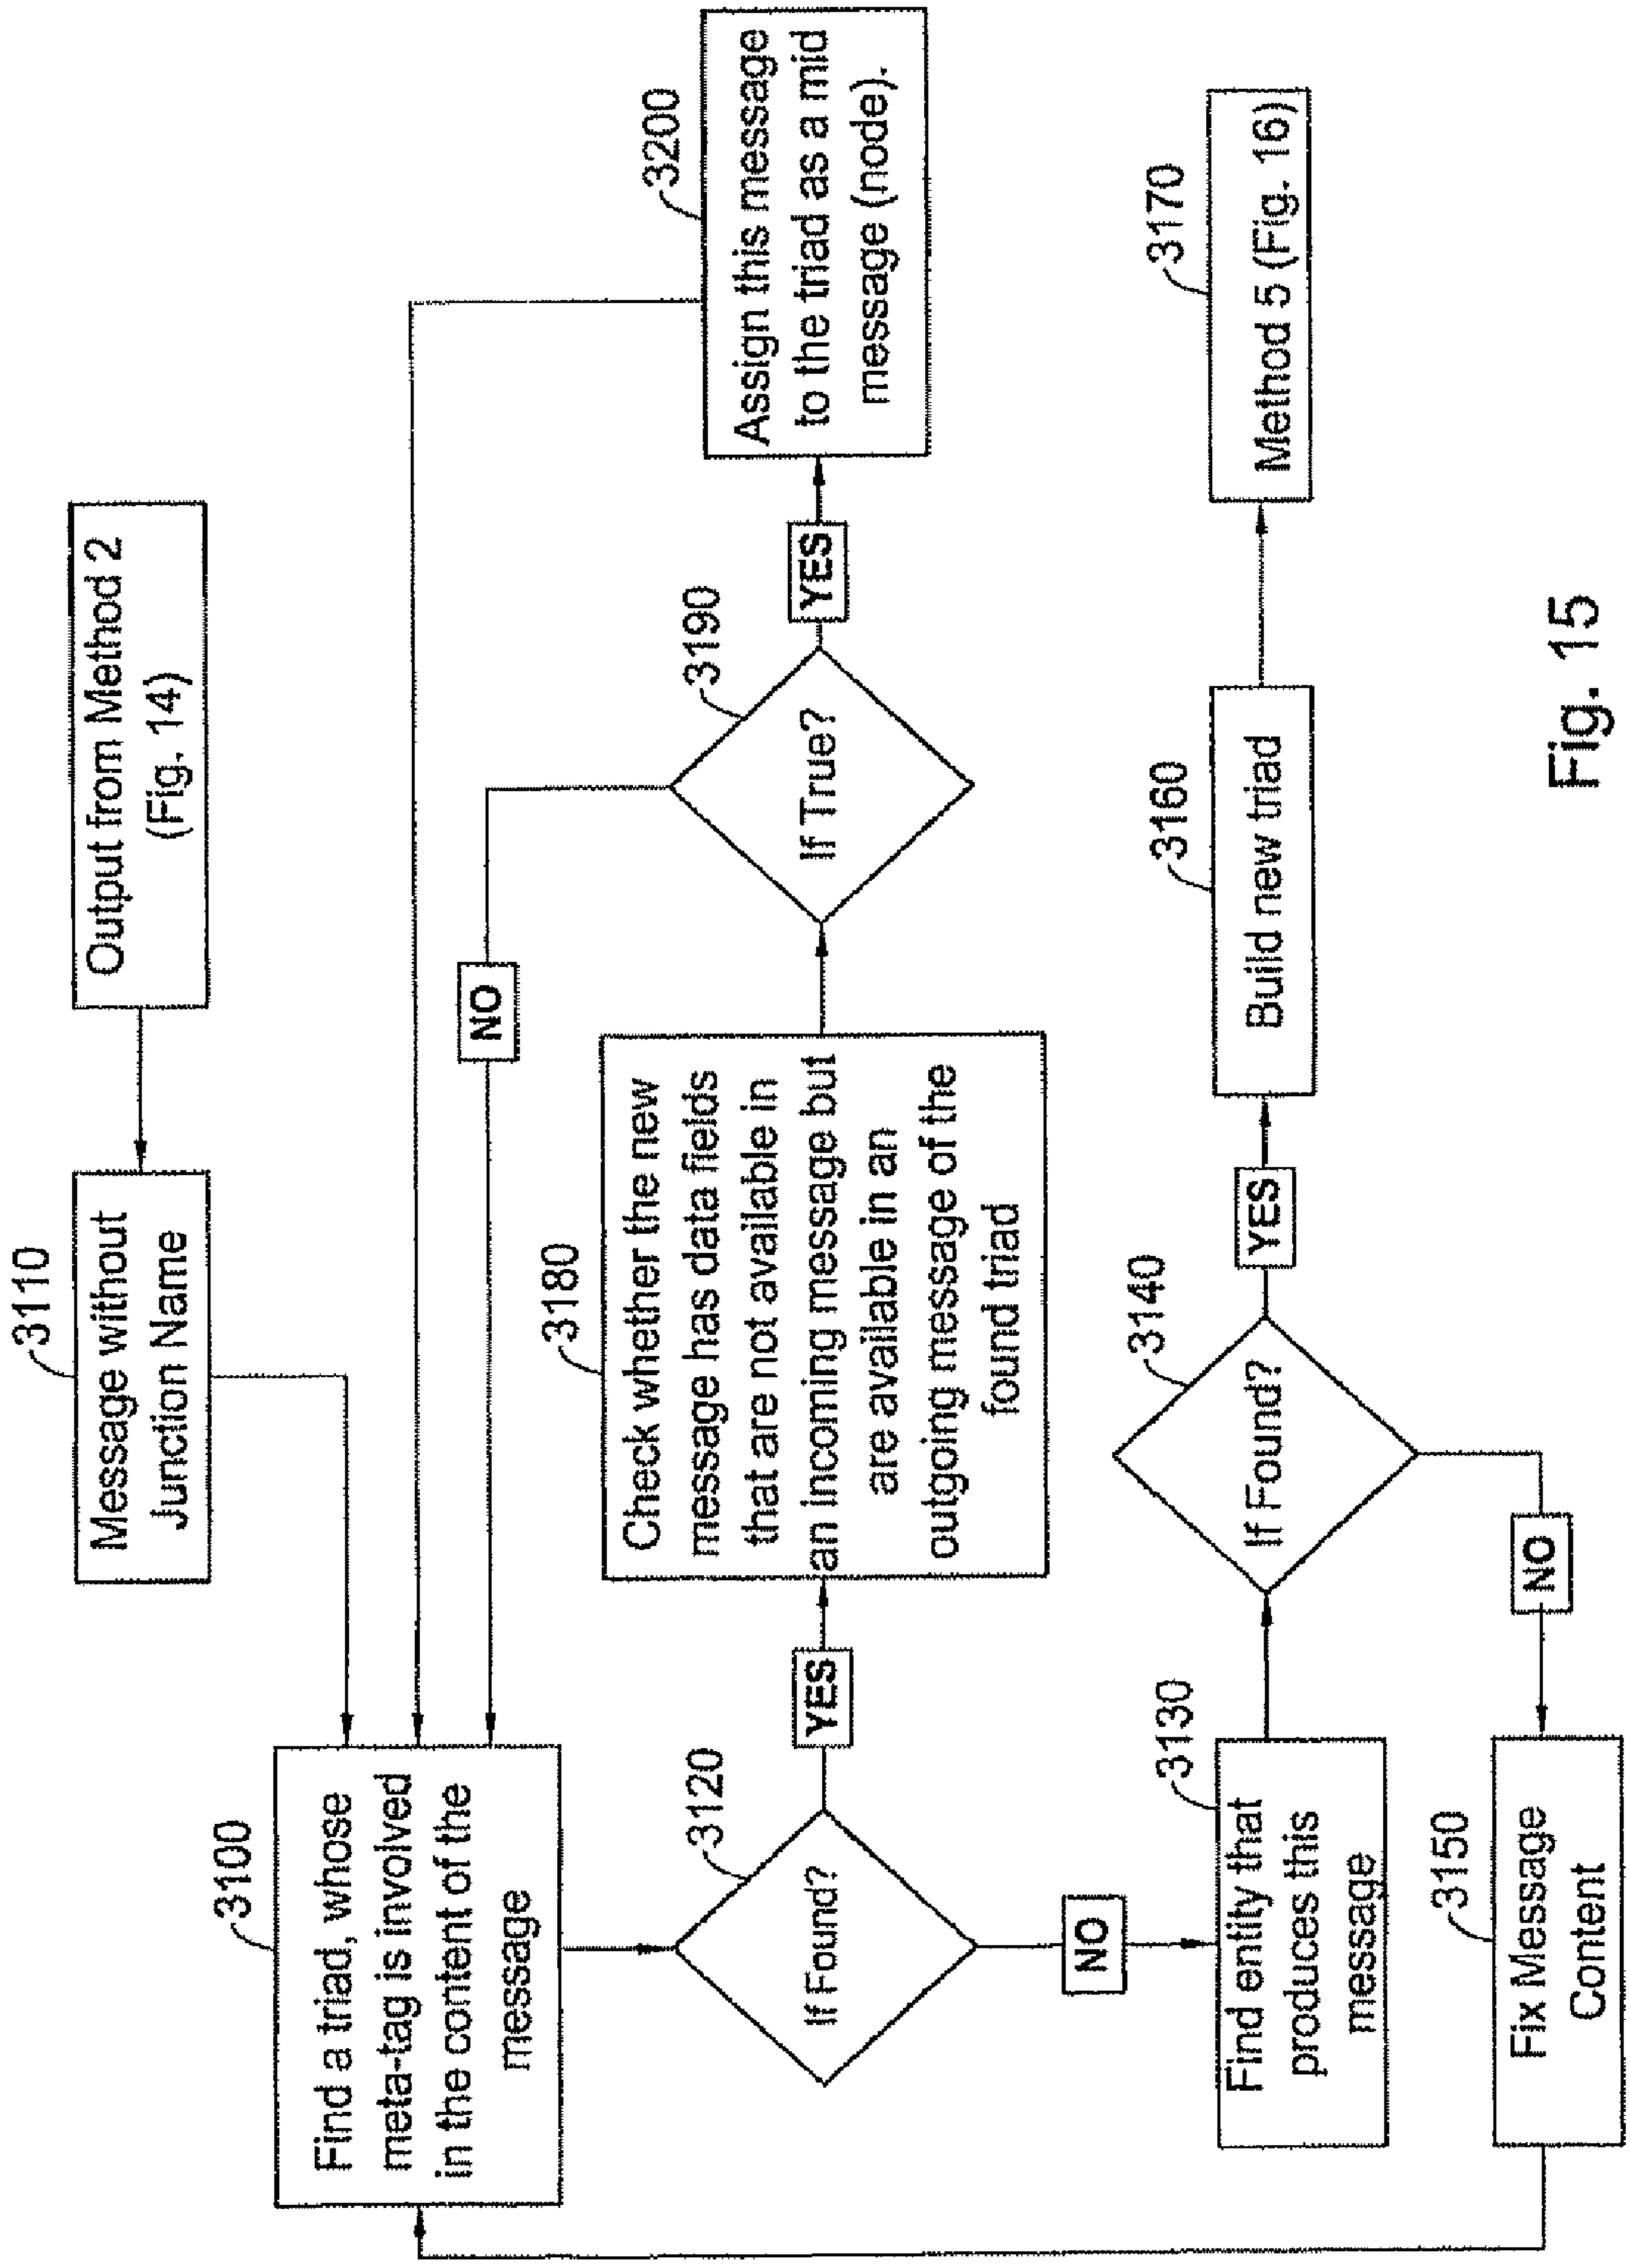 Output from Method 2
(Fig. 14)
3110
Message without
Junction Name
3100
Find a triad, whose
meta-tag is involved
in the content of the
message
NO
3200
Assign this message
to the triad as a mid
message (node).
3120
If Found?
YES
3180
Check whether the new
message has data fields
that are not available in
an incoming message but
are available in an
outgoing message of the
found triad
3190
If True?
YES
NO
3130
Find entity that
produces this
message
3140
If Found?
YES
3160
Build new triad
3170
Method 5 (Fig. 16)
NO
3150
Fix Message
Content
Fig. 15